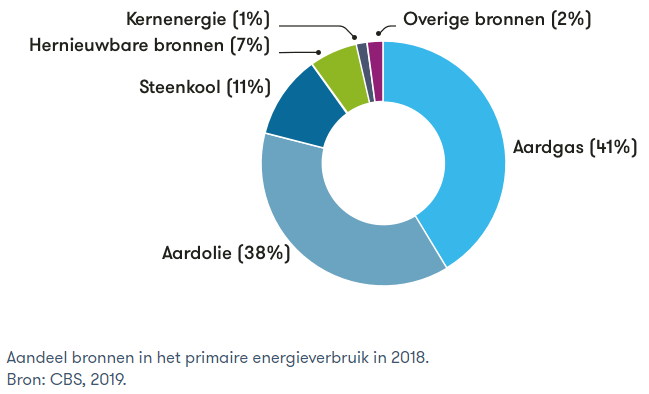 Kernenergie (1%)
Overige bronnen (2%)
Hernieuwbare bronnen (7%)
Steenkool (11%)
Aardgas (41%)
Aardolie (38%)
Aandeel bronnen in het primaire energieverbruik in 2018.
Bron: CBS, 2019.